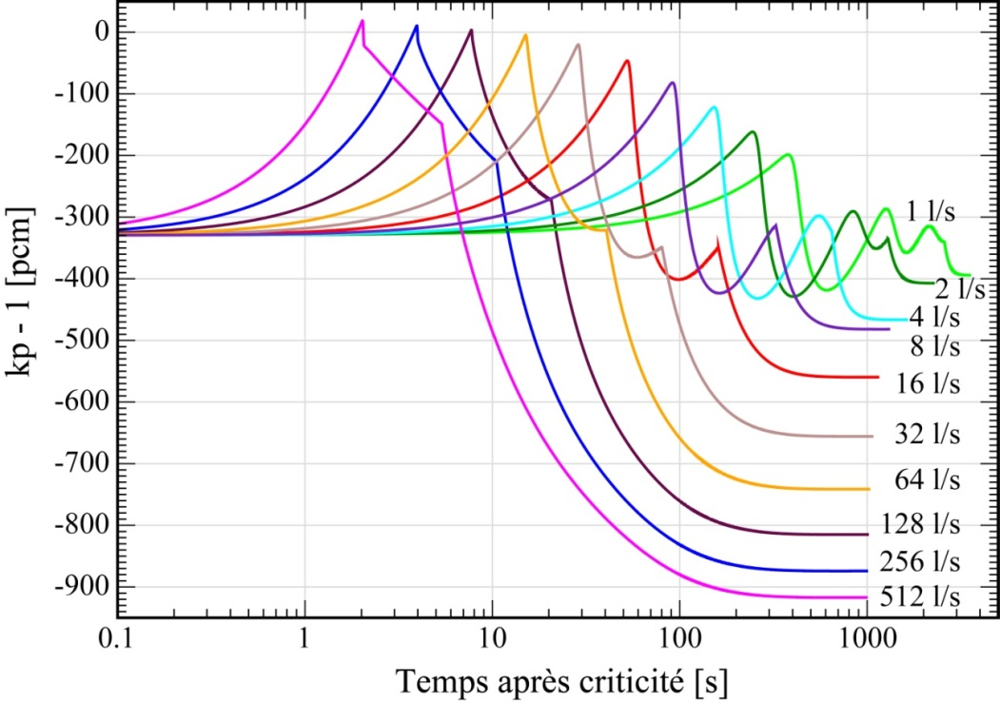 kp - 1 [pcm]
0
-100
-200
-300
-400
-500
-600
-700
-800
-900
1 l/s
2 l/s
4 l/s
8 l/s
16 l/s
32 l/s
64 l/s
128 l/s
256 l/s
512 l/s
0.1 1 10 100 1000
Temps après criticité [s]